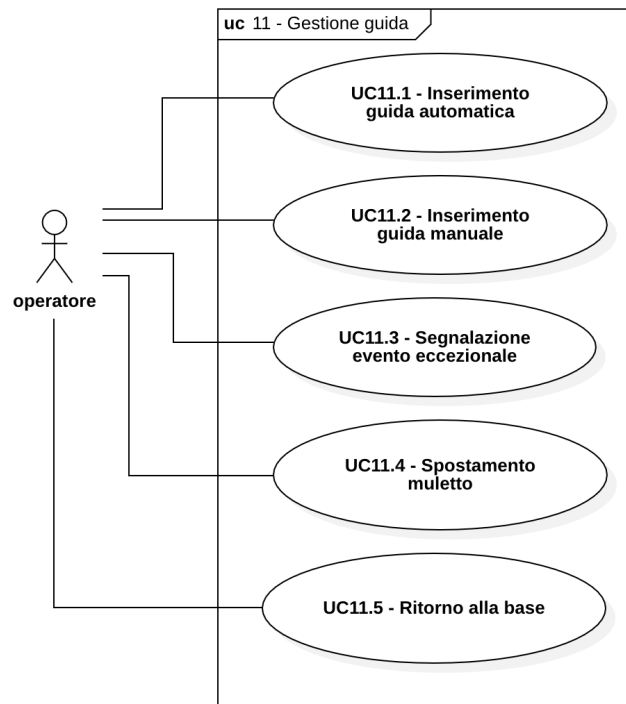 uc 11 - Gestione guida
UC11.1 - Inserimento
guida automatica
UC11.2 - Inserimento
guida manuale
operatore
UC11.3 - Segnalazione
evento eccezionale
UC11.4 - Spostamento
muletto
UC11.5 - Ritorno alla base